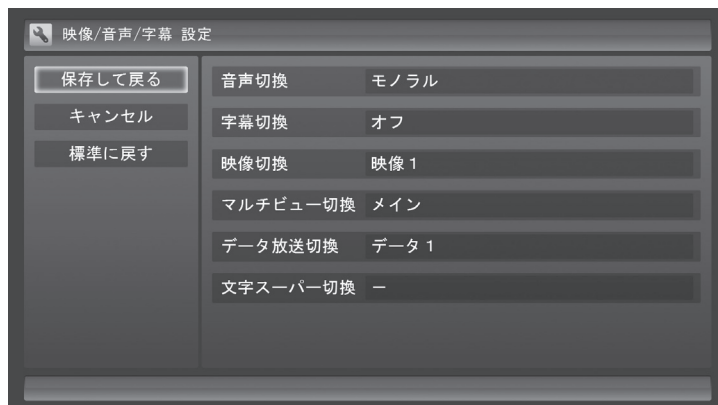 映像/音声/字幕 設定
保存して戻る
キャンセル
標準に戻す
音声切換 モノラル
字幕切換 オフ
映像切換 映像1
マルチビュー切換 メイン
データ放送切換 データ1
文字スーパー切換 −